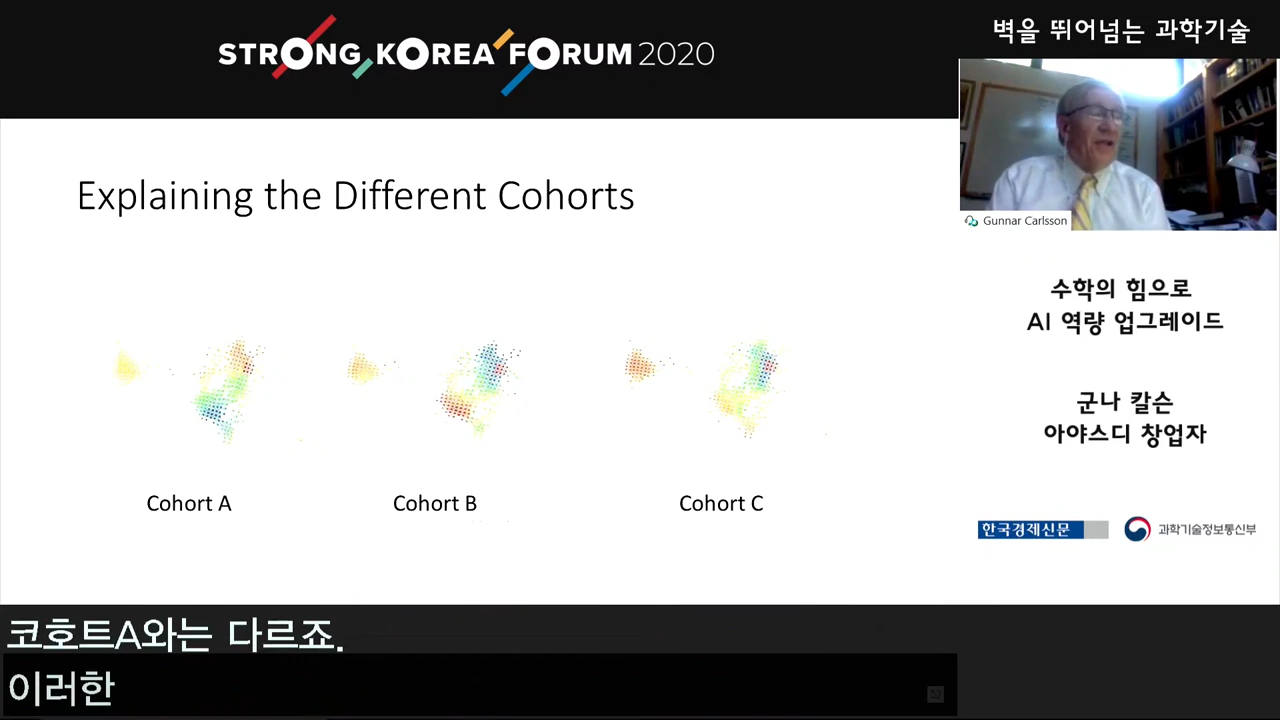 STRONG KOREA FORUM 2020
벽을 뛰어넘는 과학기술
Gunnar Carlsson
Explaining the Different Cohorts
Cohort A
Cohort B
Cohort C
수학의 힘으로
AI 역량 업그레이드
군나 칼슨
아야스디 창업자
한국경제신문
과학기술정보통신부
코호트A와는 다르죠.
이러한